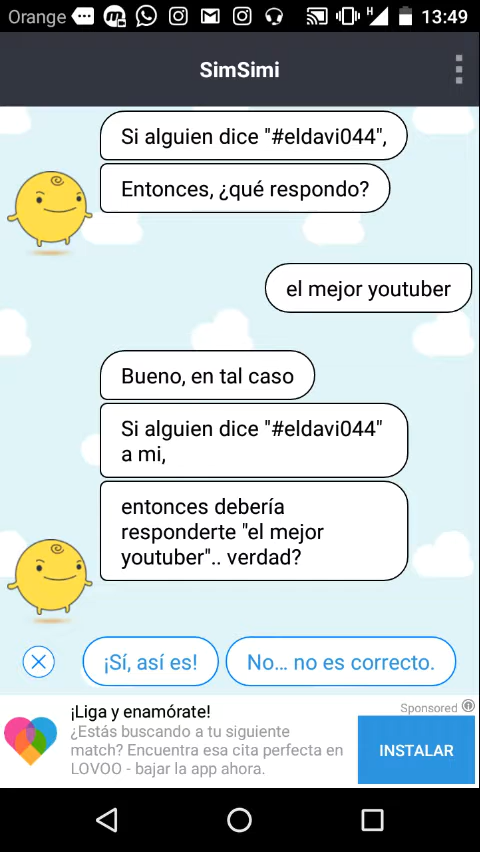 Orange
H
13:49
SimSimi
Si alguien dice "#eldavi044",
Entonces, ¿qué respondo?
el mejor youtuber
Bueno, en tal caso
Si alguien dice "#eldavi044"
a mi,
entonces debería
responderte "el mejor
youtuber".. verdad?
¡Sí, así es!
No... no es correcto.
¡Liga y enamórate!
Sponsored
¿Estás buscando a tu siguiente
match? Encuentra esa cita perfecta en
LOVOO - bajar la app ahora.
INSTALAR